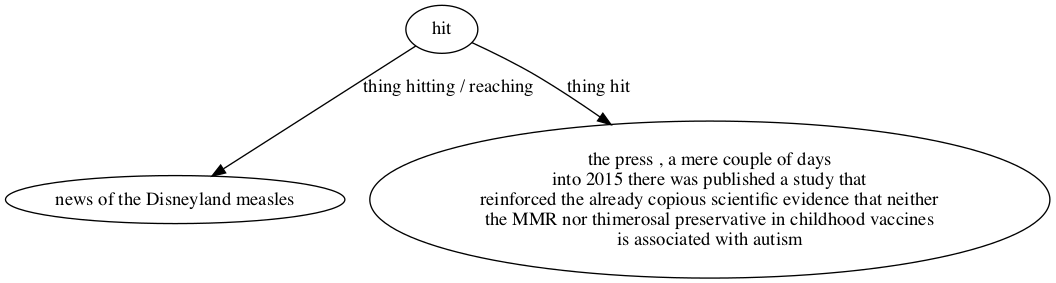 hit
thing hitting / reaching
thing hit
news of the Disneyland measles
the press , a mere couple of days
into 2015 there was published a study that
reinforced the already copious scientific evidence that neither
the MMR nor thimerosal preservative in childhood vaccines
is associated with autism